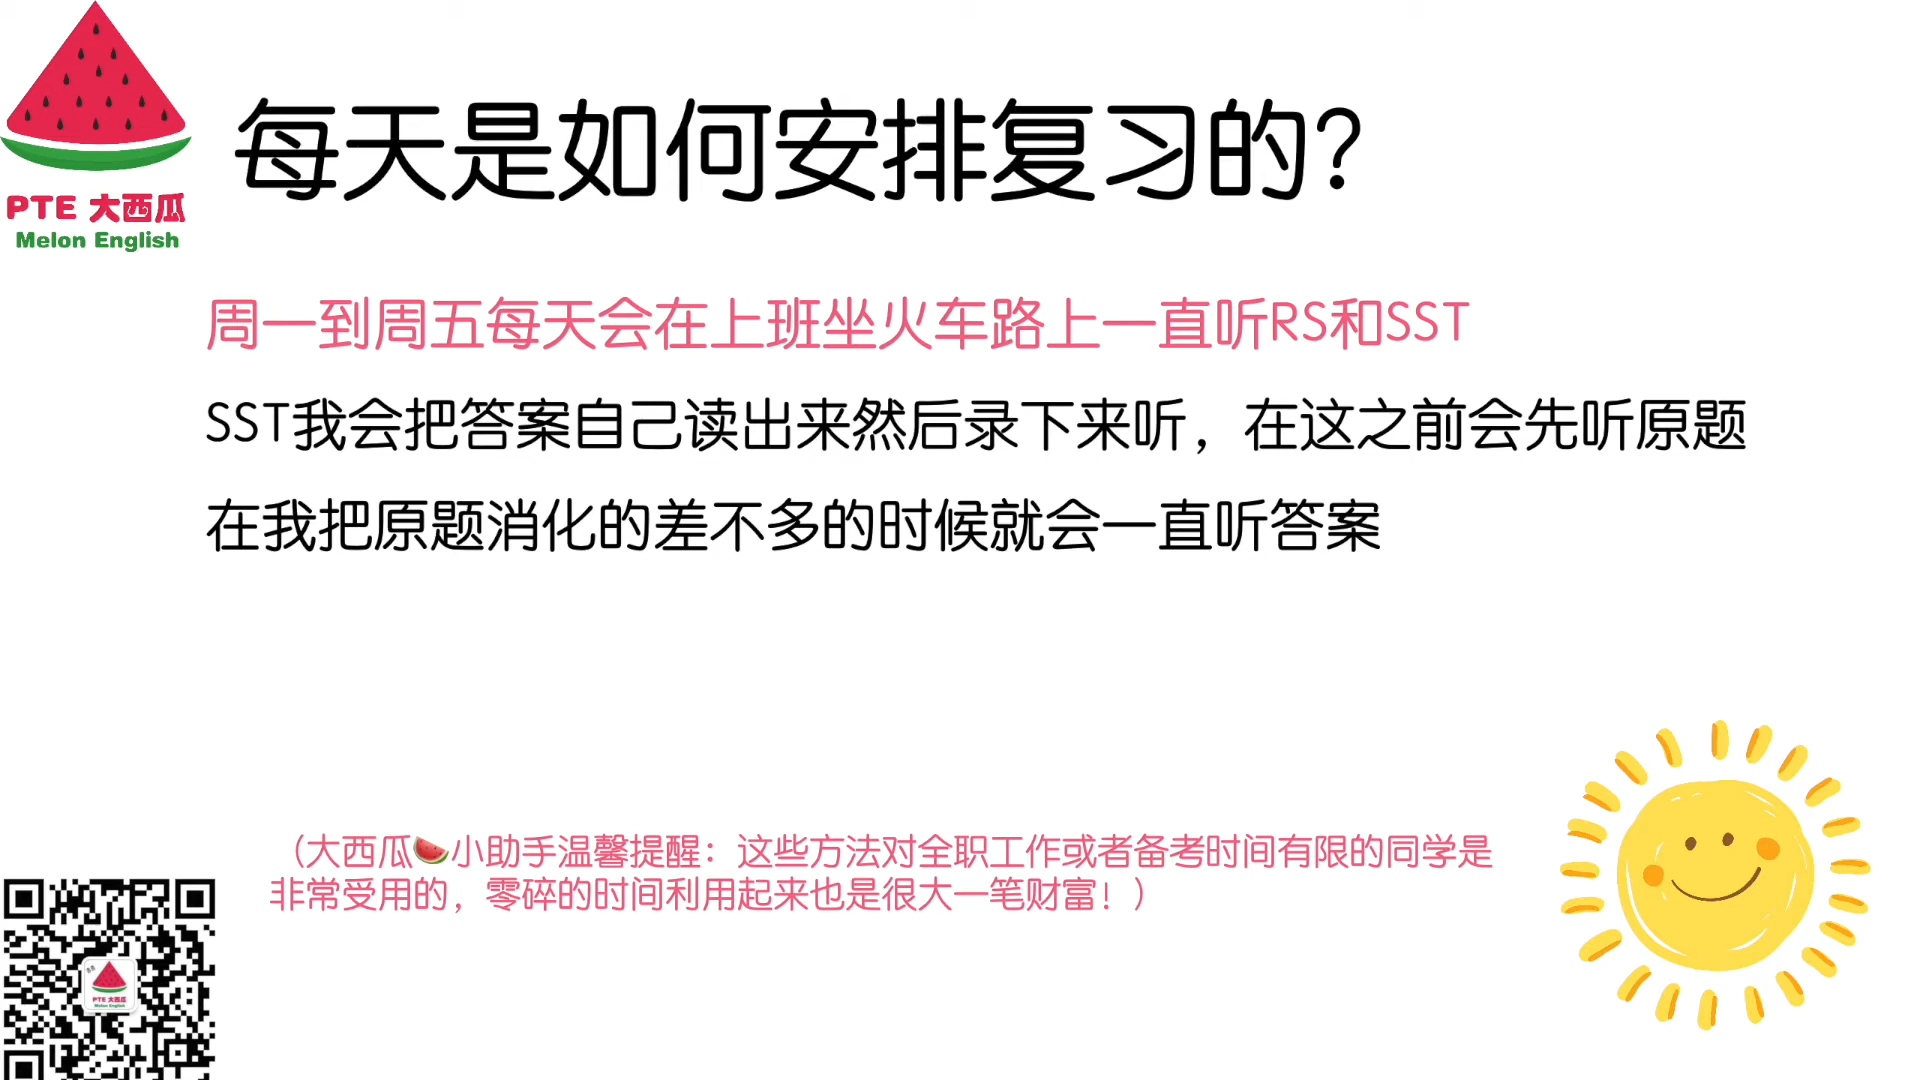 PTE 大西瓜
Melon English
每天是如何安排复习的？
周一到周五每天会在上班坐火车路上一直听RS和SST
SST我会把答案自己读出来然后录下来听，在这之前会先听原题
在我把原题消化的差不多的时候就会一直听答案
（大西瓜🍉小助手温馨提醒：这些方法对全职工作或者备考时间有限的同学是
非常受用的，零碎的时间利用起来也是很大一笔财富！）
PTE 大西瓜
Melon English